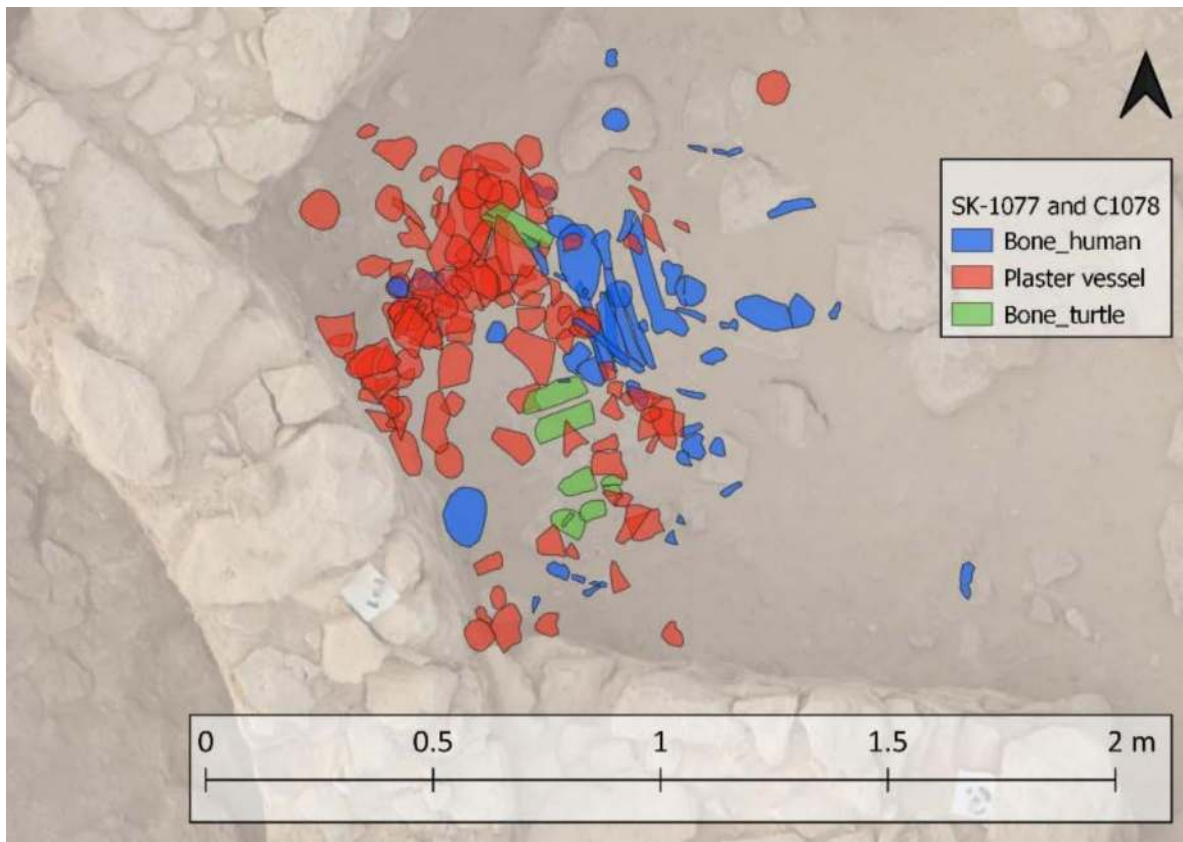 SK-1077 and C1078
Bone_human
Plaster vessel
Bone_turtle
0 0.5 1 1.5 2 m